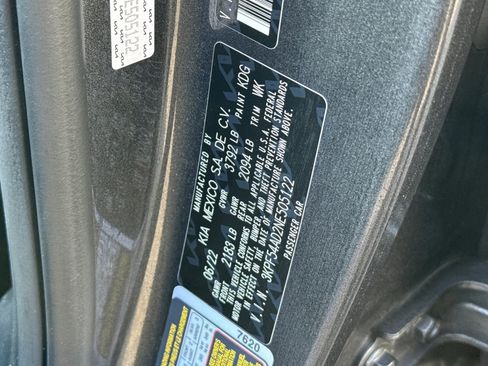 MANUFACTURED BY
KIA MEXICO S.A. DE C.V.
06/22 GVWR 3792 LB PAINT KDG
GAWR FRONT 2183 LB GAWR REAR 2094 LB TRIM WK
THIS VEHICLE CONFORMS TO ALL APPLICABLE U.S.A. FEDERAL
MOTOR VEHICLE SAFETY, BUMPER, AND THEFT PREVENTION STANDARDS
IN EFFECT ON THE DATE OF MANUFACTURE SHOWN ABOVE.
V.I.N. 3KPF54AD2NE505122
PASSENGER CAR
V.I.N
E505122
7620